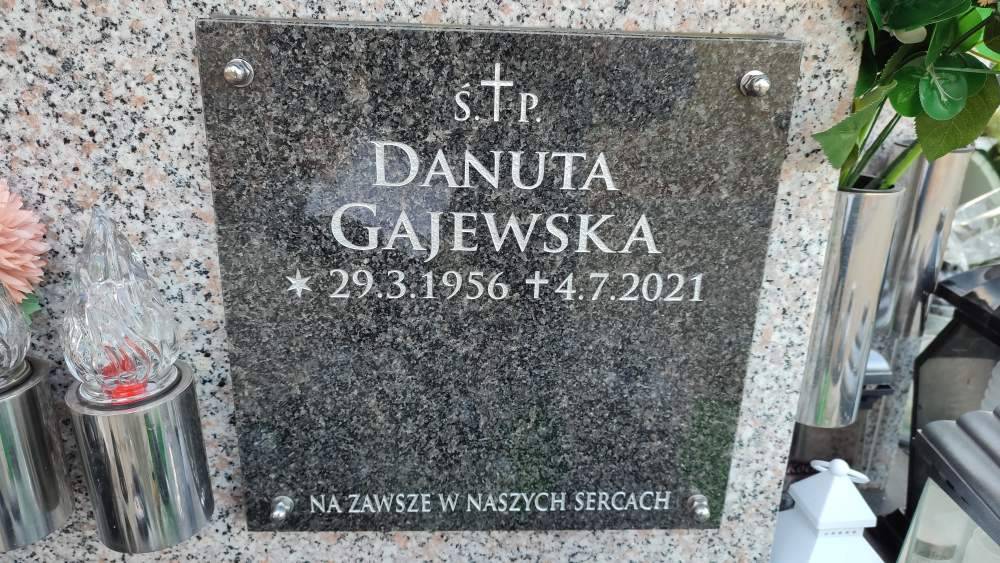 Ś.✝P.
DANUTA
GAJEWSKA
✶ 29.3.1956 ✝4.7.2021
NA ZAWSZE W NASZYCH SERCACH